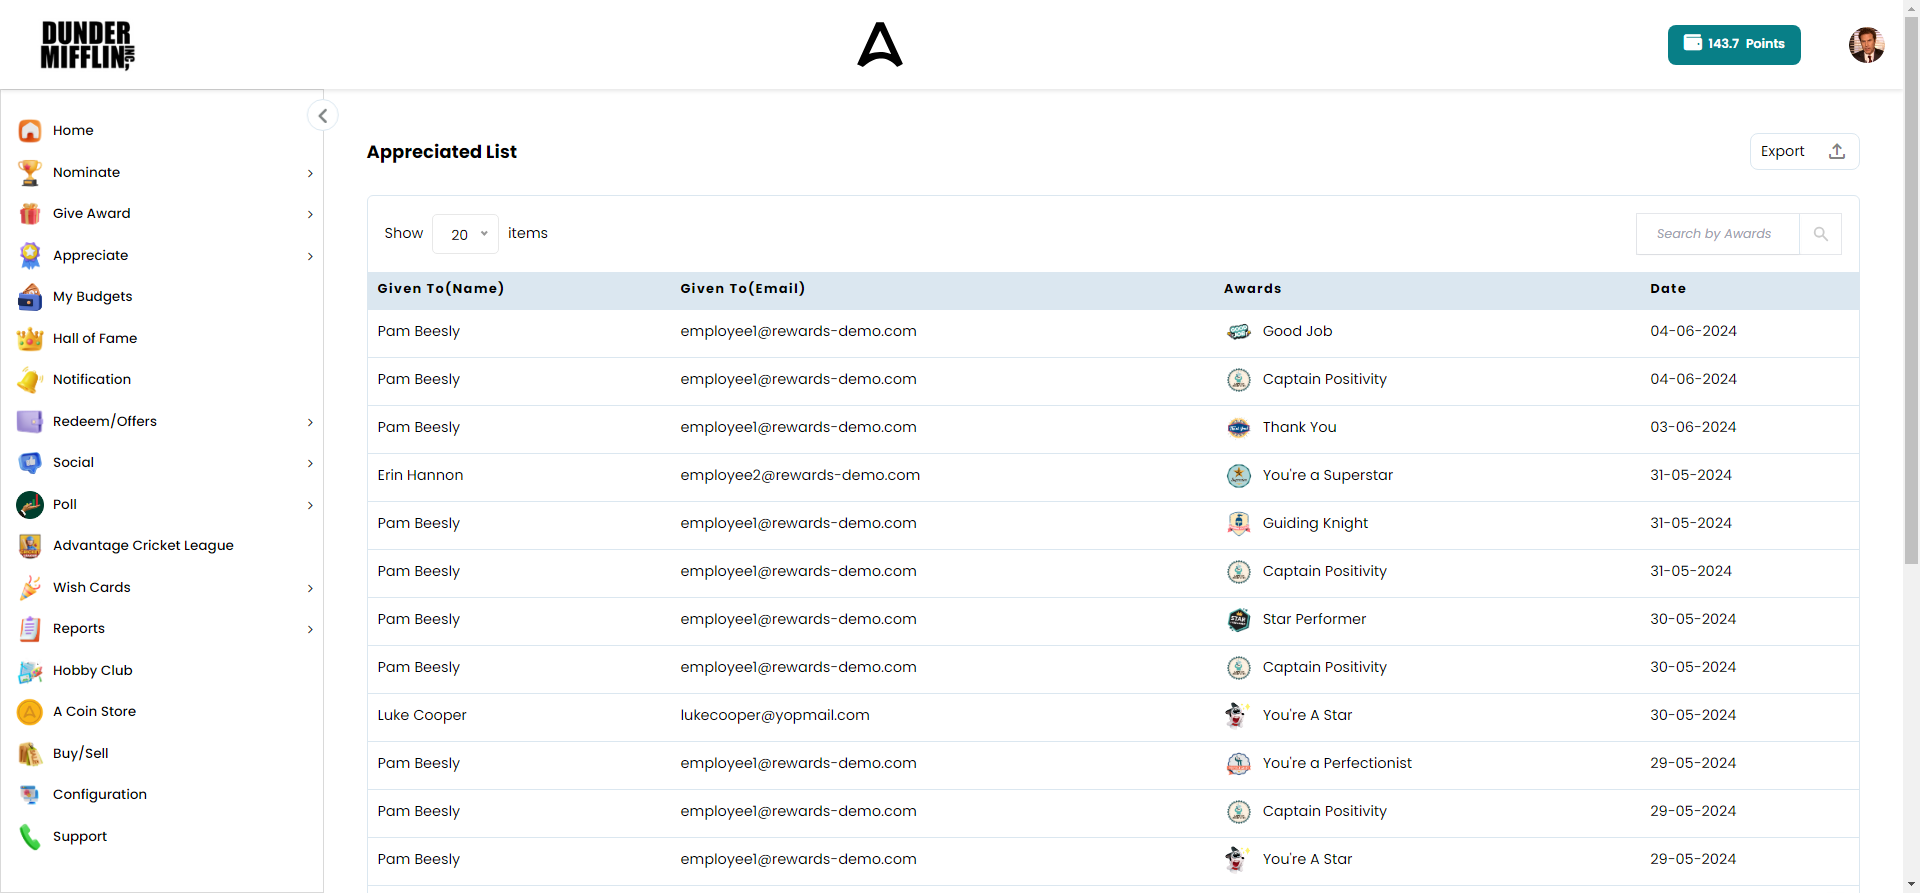 DUNDER
MIFFLIN INC,
143.7 Points
Home
Nominate
Give Award
Appreciate
My Budgets
Hall of Fame
Notification
Redeem/Offers
Social
Poll
Advantage Cricket League
Wish Cards
Reports
Hobby Club
A Coin Store
Buy/Sell
Configuration
Support
Appreciated List
Export
Show 20 items
Search by Awards
Given To(Name) Given To(Email) Awards Date
Pam Beesly employee1@rewards-demo.com Good Job 04-06-2024
Pam Beesly employee1@rewards-demo.com Captain Positivity 04-06-2024
Pam Beesly employee1@rewards-demo.com Thank You 03-06-2024
Erin Hannon employee2@rewards-demo.com You're a Superstar 31-05-2024
Pam Beesly employee1@rewards-demo.com Guiding Knight 31-05-2024
Pam Beesly employee1@rewards-demo.com Captain Positivity 31-05-2024
Pam Beesly employee1@rewards-demo.com Star Performer 30-05-2024
Pam Beesly employee1@rewards-demo.com Captain Positivity 30-05-2024
Luke Cooper lukecooper@yopmail.com You're A Star 30-05-2024
Pam Beesly employee1@rewards-demo.com You're a Perfectionist 29-05-2024
Pam Beesly employee1@rewards-demo.com Captain Positivity 29-05-2024
Pam Beesly employee1@rewards-demo.com You're A Star 29-05-2024